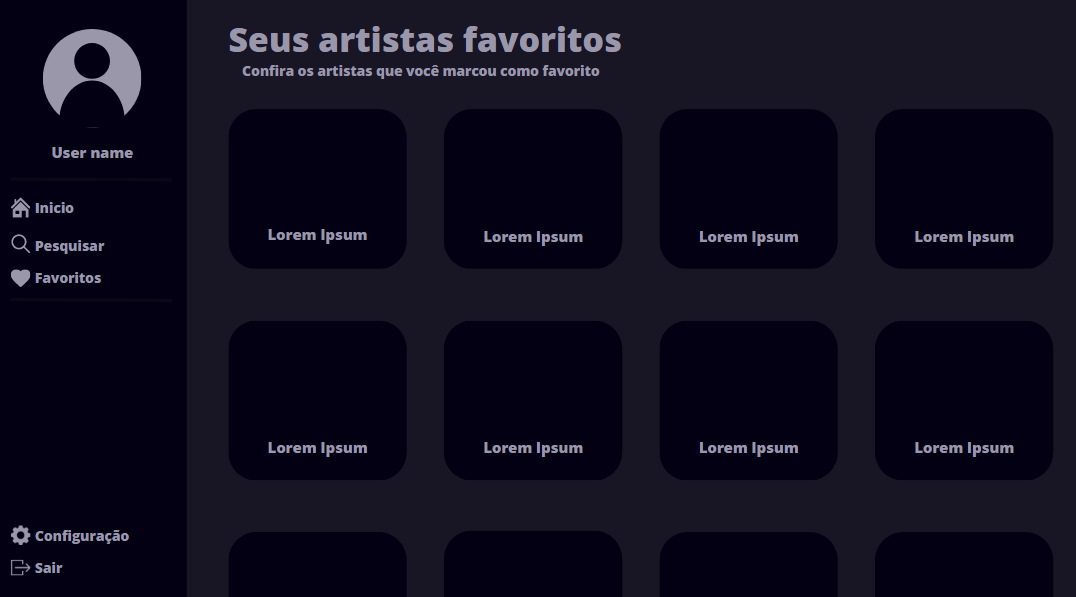 Seus artistas favoritos
Confira os artistas que você marcou como favorito
User name
Inicio
Pesquisar
Favoritos
Configuração
Sair
Lorem Ipsum
Lorem Ipsum
Lorem Ipsum
Lorem Ipsum
Lorem Ipsum
Lorem Ipsum
Lorem Ipsum
Lorem Ipsum